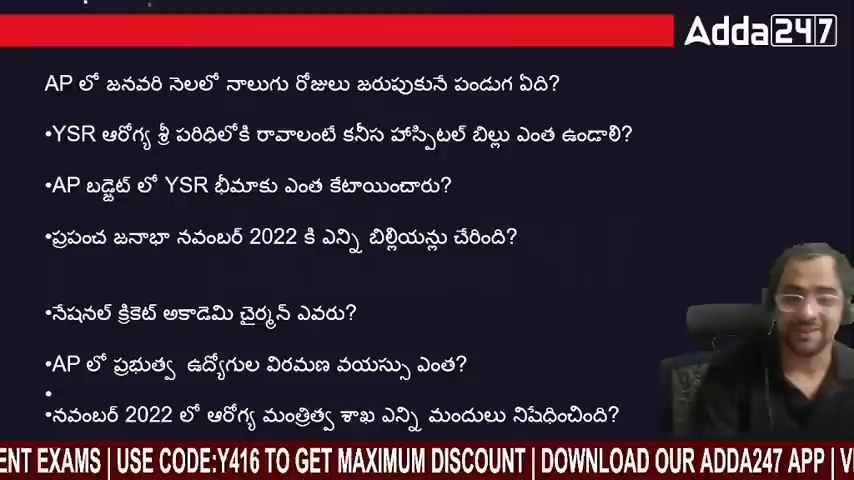 Adda247
AP లో జనవరి నెలలో నాలుగు రోజులు జరుపుకునే పండుగ ఏది?
•YSR ఆరోగ్య శ్రీ పరిధిలోకి రావాలంటే కనీస హాస్పిటల్ బిల్లు ఎంత ఉండాలి?
•AP బడ్జెట్ లో YSR భీమాకు ఎంత కేటాయించారు?
•ప్రపంచ జనాభా నవంబర్ 2022 కి ఎన్ని బిల్లియన్లు చేరింది?
•నేషనల్ క్రికెట్ అకాడెమి చైర్మన్ ఎవరు?
•AP లో ప్రభుత్వ ఉద్యోగుల విరమణ వయస్సు ఎంత?
•
•నవంబర్ 2022 లో ఆరోగ్య మంత్రిత్వ శాఖ ఎన్ని మందులు నిషేధించింది?
ENT EXAMS | USE CODE:Y416 TO GET MAXIMUM DISCOUNT | DOWNLOAD OUR ADDA247 APP | V